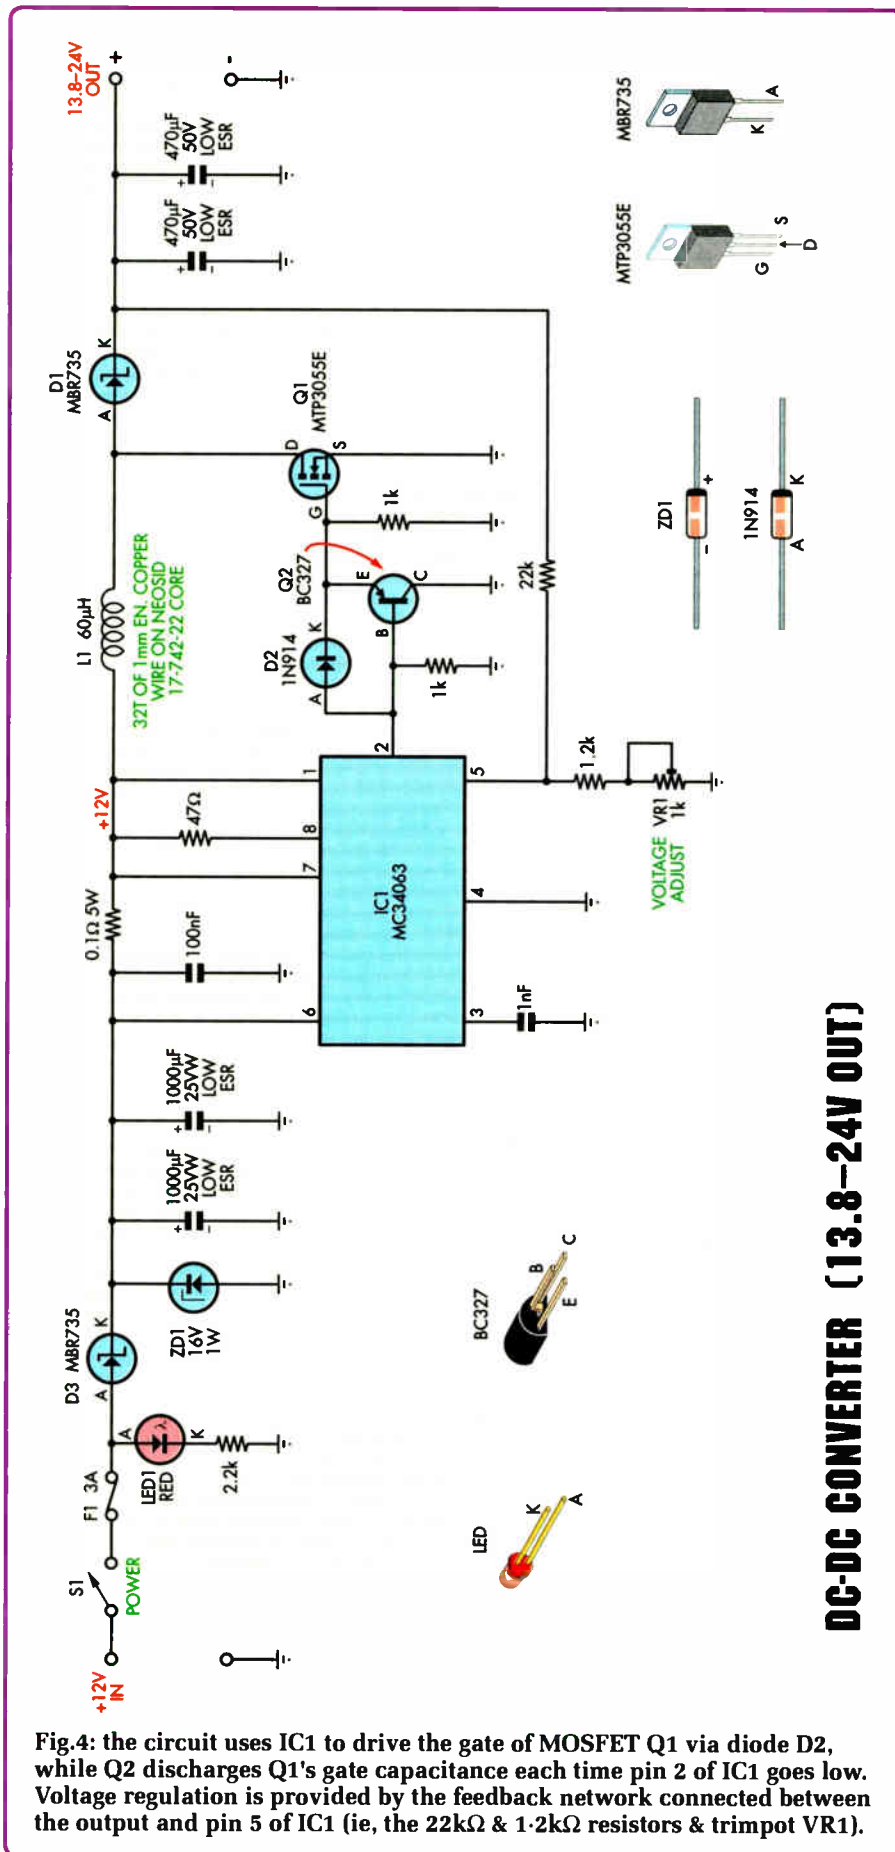 +12V
IN
S1
POWER
F1 3A
LED1
RED
A
λ
K
2.2k
D3 MBR735
A
K
ZD1
16V
1W
1000µF
25VW
LOW
ESR
+
−
1000µF
25VW
LOW
ESR
+
−
100nF
0.1Ω 5W
+12V
47Ω
6
7
8
1
IC1
MC34063
3
4
5
2
1nF
L1 60µH
32T OF 1mm EN. COPPER
WIRE ON NEOSID
17-742-22 CORE
D2
1N914
A
K
Q2
BC327
B
E
C
1k
1k
Q1
MTP3055E
G
D
S
22k
1.2k
VR1
1k
VOLTAGE
ADJUST
D1
MBR735
A
K
470µF
50V
LOW
ESR
+
−
470µF
50V
LOW
ESR
+
−
13.8–24V
OUT
+
-
LED
K
A
BC327
B
E
C
ZD1
−
+
1N914
A
K
MTP3055E
G
D
S
MBR735
K
A
DC-DC CONVERTER (13.8–24V OUT)
Fig.4: the circuit uses IC1 to drive the gate of MOSFET Q1 via diode D2,
while Q2 discharges Q1's gate capacitance each time pin 2 of IC1 goes low.
Voltage regulation is provided by the feedback network connected between
the output and pin 5 of IC1 (ie, the 22kΩ & 1·2kΩ resistors & trimpot VR1).